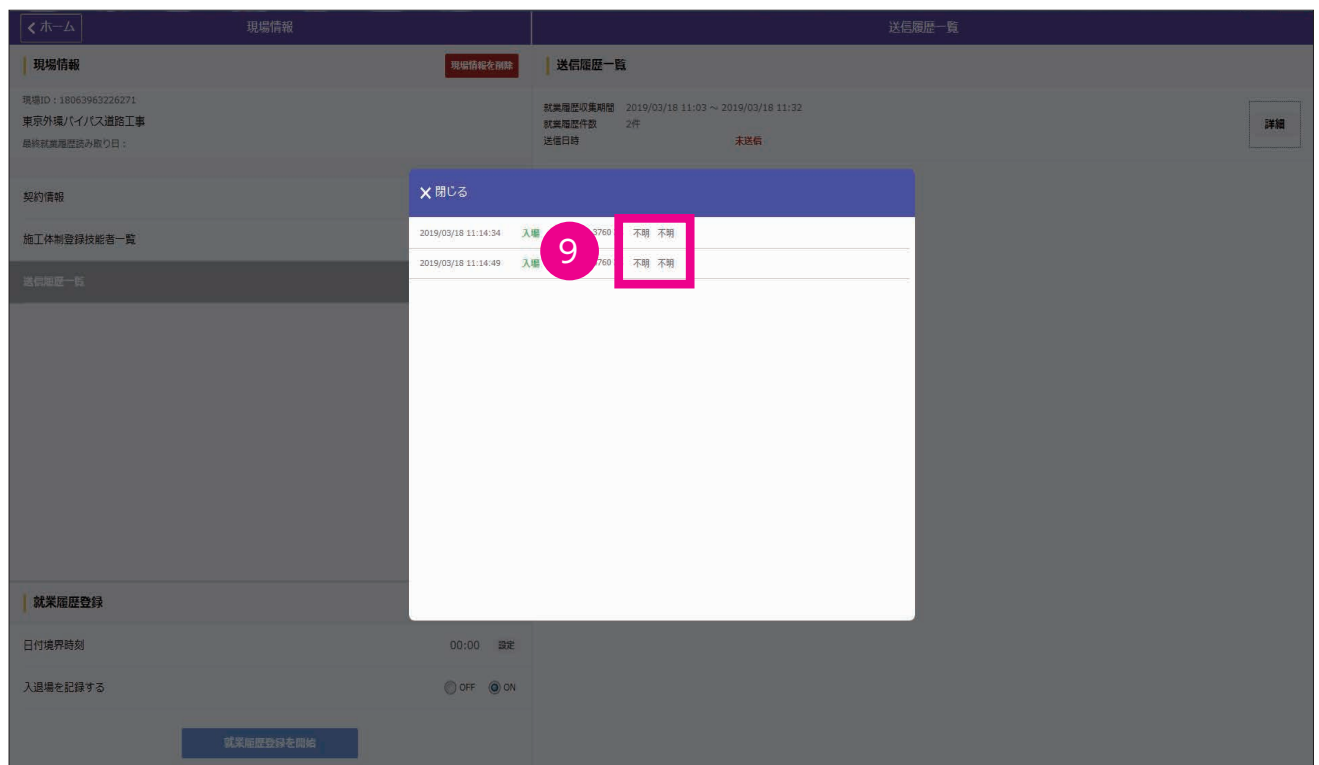 ホーム
現場情報
送信履歴一覧
現場情報
現場情報を削除
現場ID：18063963226271
東京外環バイパス道路工事
最終就業履歴読み取り日：
契約情報
施工体制登録技能者一覧
送信履歴一覧
就業履歴登録
日付境界時刻
00:00
設定
入退場を記録する
OFF
ON
就業履歴登録を開始
送信履歴一覧
就業履歴収集期間 2019/03/18 11:03 ～ 2019/03/18 11:32
就業履歴件数 2件
送信日時 未送信
詳細
閉じる
2019/03/18 11:14:34 入場 3760 不明 不明
2019/03/18 11:14:49 入場 760 不明 不明
9